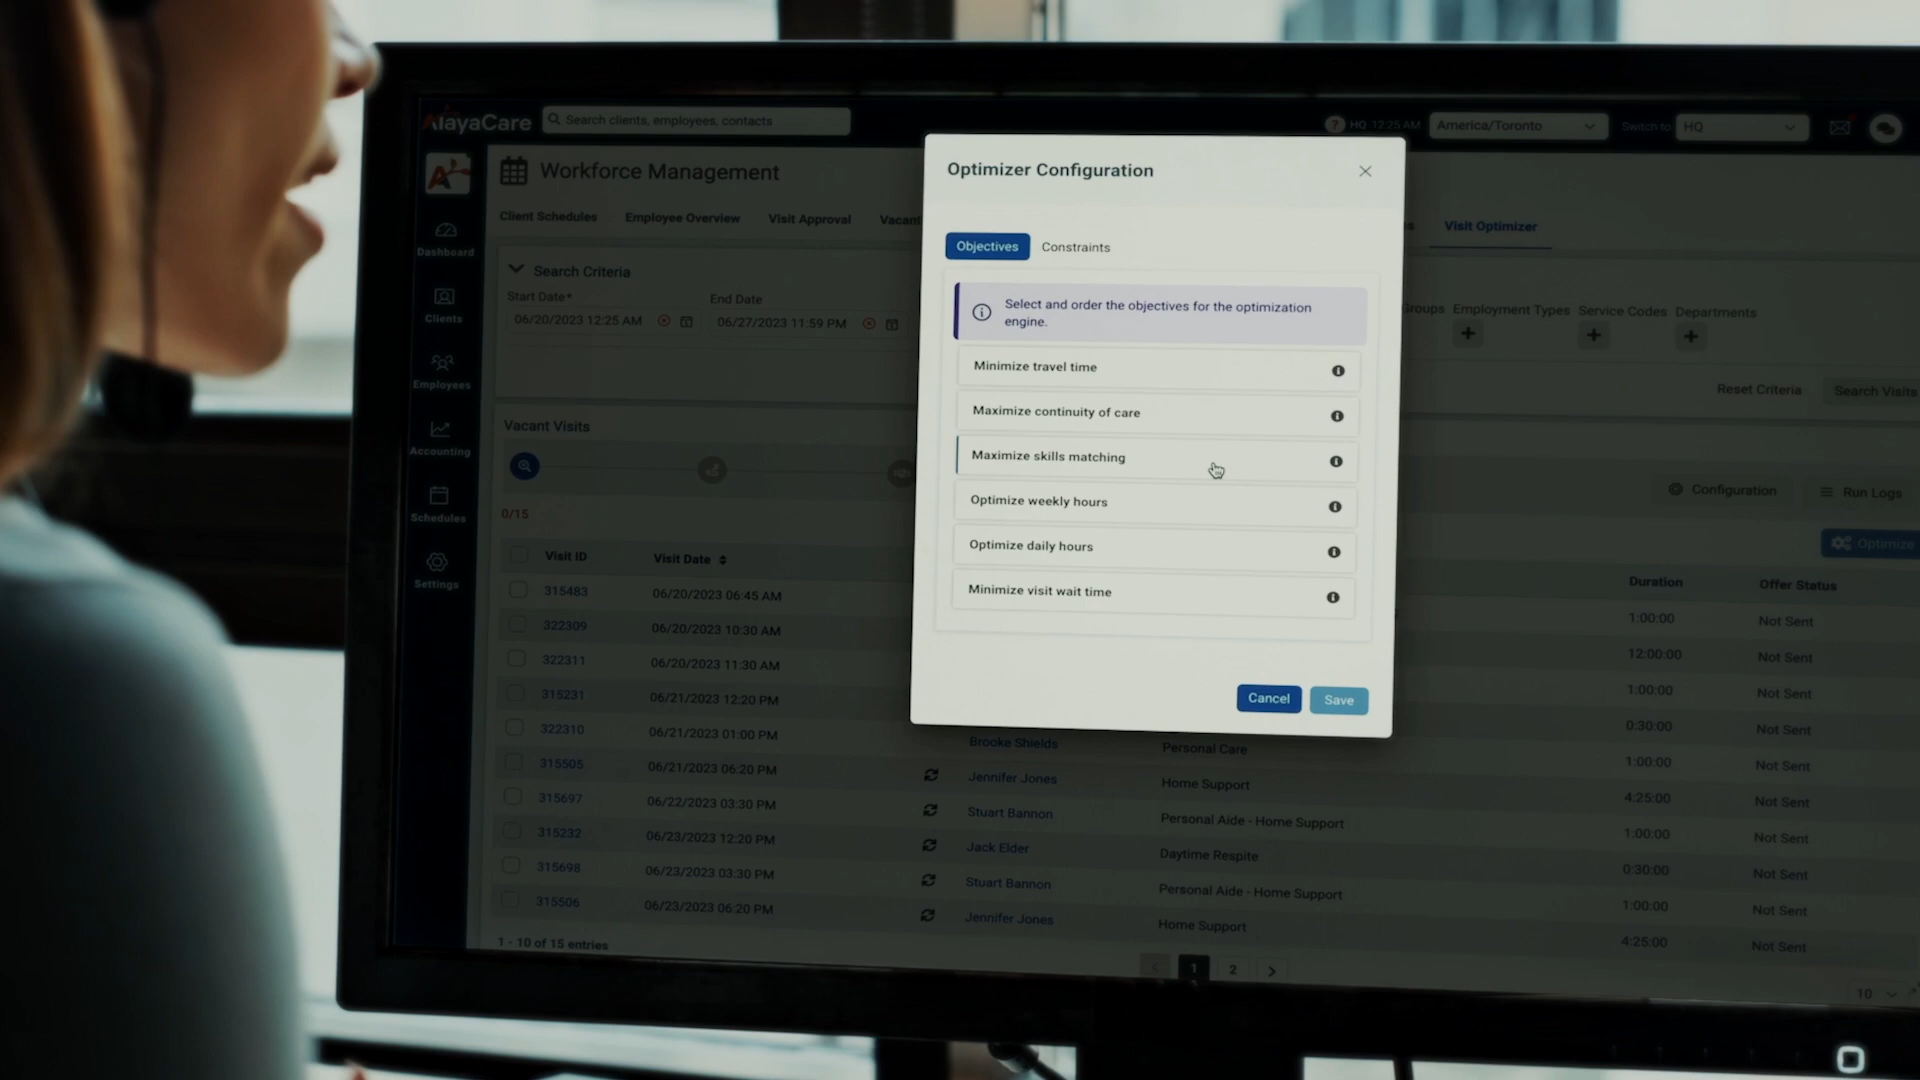 AlayaCare
Search clients, employees, contacts
HQ 12:25 AM
America/Toronto
Switch to
HQ
Workforce Management
Client Schedules
Employee Overview
Visit Approval
Vacant
Visit Optimizer
Dashboard
Clients
Employees
Accounting
Schedules
Settings
Search Criteria
Start Date*
End Date
06/20/2023 12:25 AM
06/27/2023 11:59 PM
Employment Types
Service Codes
Departments
Reset Criteria
Search Visits
Optimizer Configuration
Objectives
Constraints
Select and order the objectives for the optimization
engine.
Minimize travel time
Maximize continuity of care
Maximize skills matching
Optimize weekly hours
Optimize daily hours
Minimize visit wait time
Cancel
Save
Vacant Visits
Configuration
Run Logs
0/15
Optimize
Visit ID Visit Date Duration Offer Status
315483 06/20/2023 06:45 AM 1:00:00 Not Sent
322309 06/20/2023 10:30 AM 12:00:00 Not Sent
322311 06/20/2023 11:30 AM 1:00:00 Not Sent
315231 06/21/2023 12:20 PM 0:30:00 Not Sent
322310 06/21/2023 01:00 PM Brooke Shields Personal Care 1:00:00 Not Sent
315505 06/21/2023 06:20 PM Jennifer Jones Home Support 4:25:00 Not Sent
315697 06/22/2023 03:30 PM Stuart Bannon Personal Aide - Home Support 1:00:00 Not Sent
315232 06/23/2023 12:20 PM Jack Elder Daytime Respite 0:30:00 Not Sent
315698 06/23/2023 03:30 PM Stuart Bannon Personal Aide - Home Support 1:00:00 Not Sent
315506 06/23/2023 06:20 PM Jennifer Jones Home Support 4:25:00 Not Sent
1 - 10 of 15 entries
1 2
10